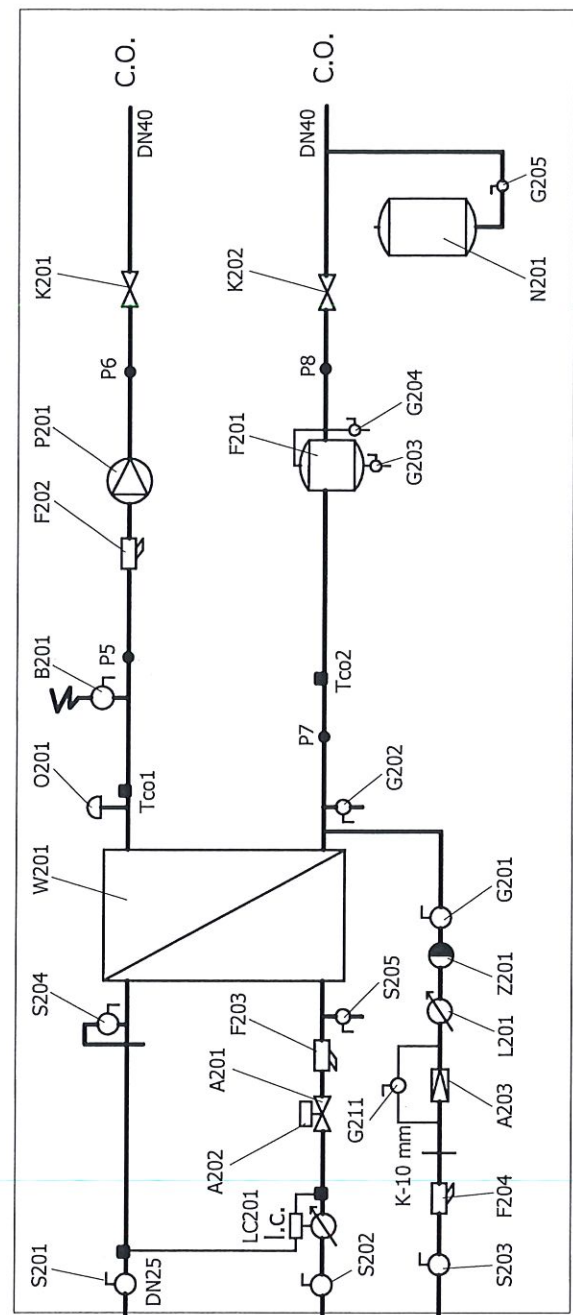 C.O.
DN40
K201
P6
P201
F202
P5
B201
O201
Tco1
W201
S204
S201
DN25
C.O.
DN40
K202
P8
F201
G204
G203
N201
G205
Tco2
P7
G202
S205
F203
A201
A202
LC201
l.c.
S202
G201
Z201
L201
A203
G211
K-10 mm
F204
S203